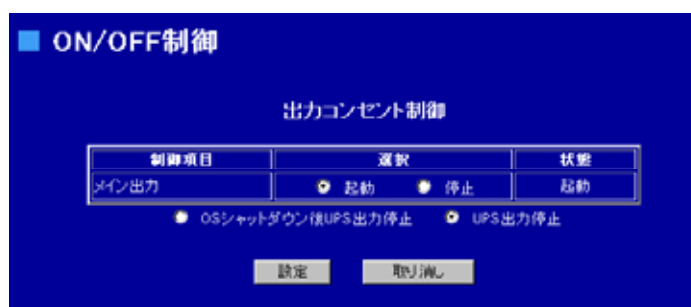 ON/OFF制御
出力コンセント制御
制御項目 選択 状態
メイン出力 起動 停止 起動
OSシャットダウン後UPS出力停止 UPS出力停止
設定 取り消し